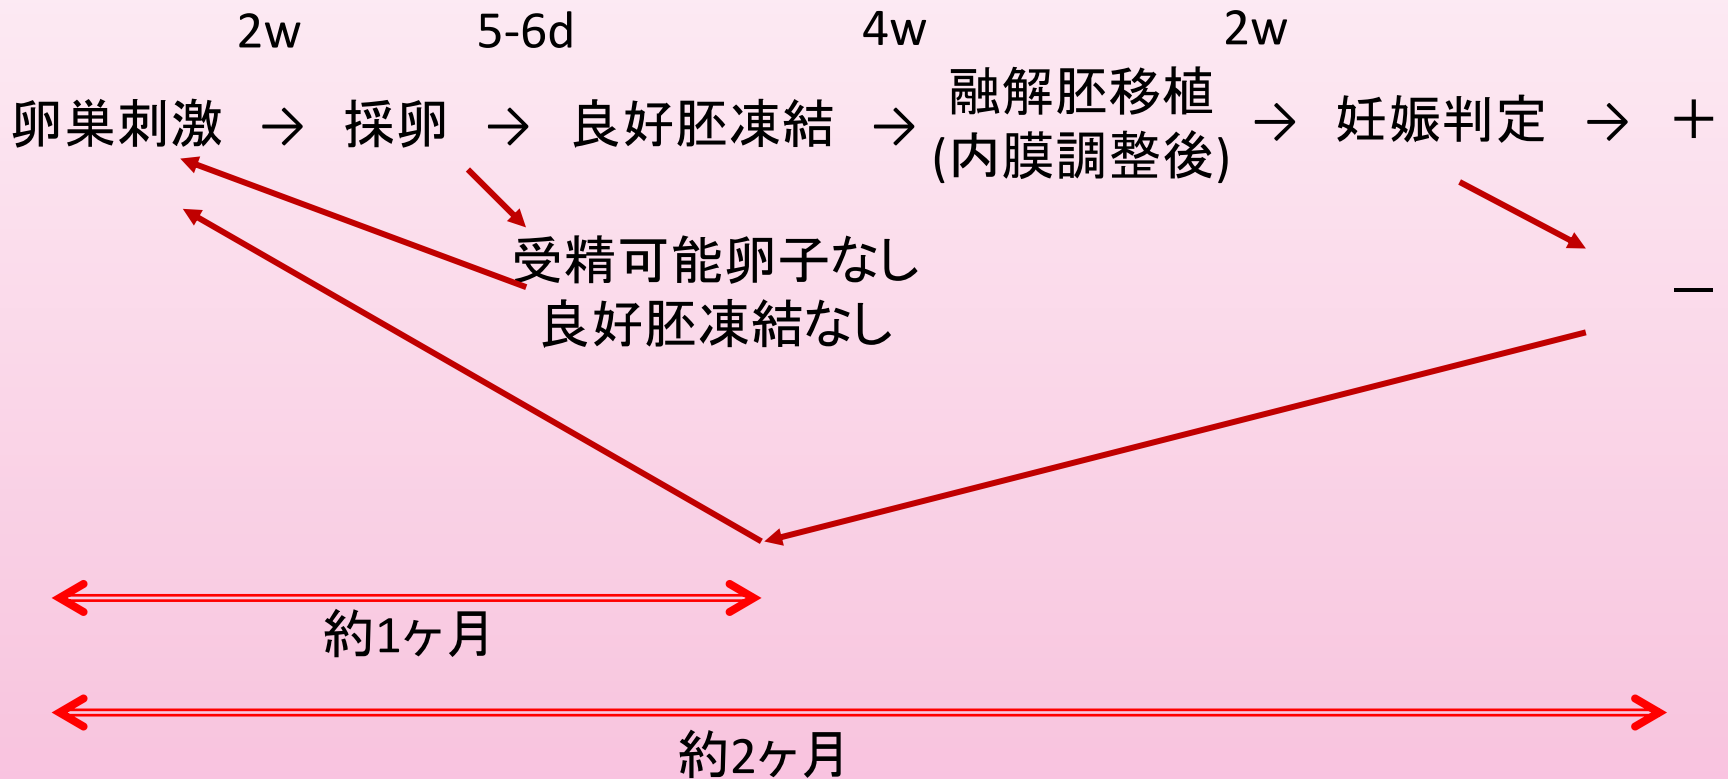 2w 5-6d 4w 2w
卵巣刺激 → 採卵 → 良好胚凍結 → 融解胚移植 → 妊娠判定 → +
(内膜調整後)
受精可能卵子なし
−
良好胚凍結なし
約1ヶ月
約2ヶ月